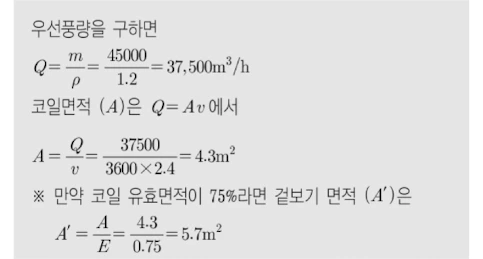 우선풍량을 구하면
Q = m/ρ = 45000/1.2 = 37,500m³/h
코일면적 (A)은 Q = Av에서
A = Q/v = 37500/(3600×2.4) = 4.3m²
※ 만약 코일 유효면적이 75%라면 겉보기 면적 (A′)은
A′ = A/E = 4.3/0.75 = 5.7m²